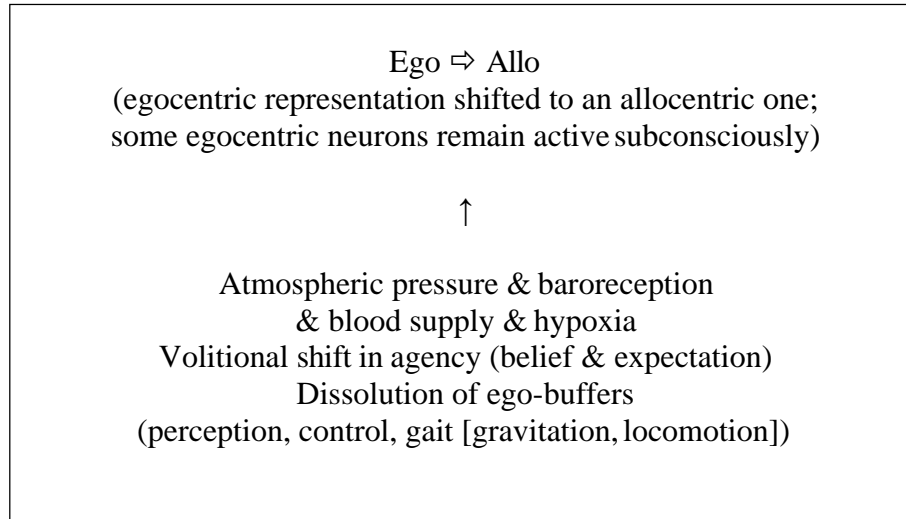 Ego ⇨ Allo
(egocentric representation shifted to an allocentric one;
some egocentric neurons remain active subconsciously)
↑
Atmospheric pressure & baroreception
& blood supply & hypoxia
Volitional shift in agency (belief & expectation)
Dissolution of ego-buffers
(perception, control, gait [gravitation, locomotion])